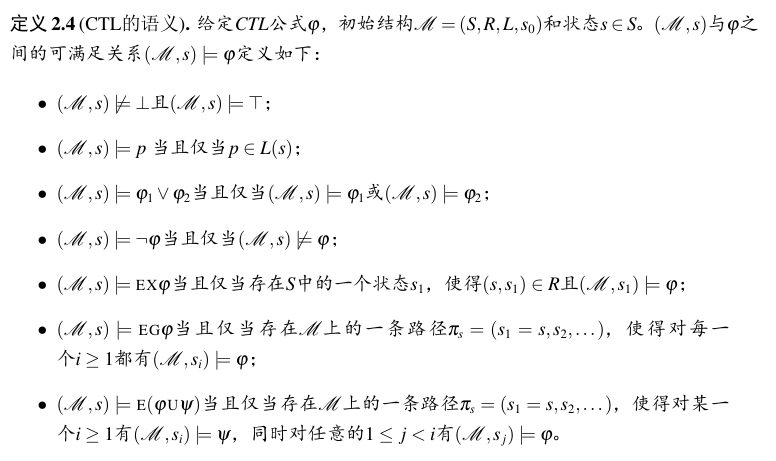 定义 2.4 (CTL的语义). 给定CTL公式φ，初始结构ℳ = (S,R,L,s₀)和状态s ∈ S。(ℳ,s)与φ之
间的可满足关系(ℳ,s) ⊨ φ定义如下：
• (ℳ,s) ⊭ ⊥且(ℳ,s) ⊨ ⊤；
• (ℳ,s) ⊨ p 当且仅当p ∈ L(s)；
• (ℳ,s) ⊨ φ₁ ∨ φ₂当且仅当(ℳ,s) ⊨ φ₁或(ℳ,s) ⊨ φ₂；
• (ℳ,s) ⊨ ¬φ当且仅当(ℳ,s) ⊭ φ；
• (ℳ,s) ⊨ EXφ当且仅当存在S中的一个状态s₁，使得(s,s₁) ∈ R且(ℳ,s₁) ⊨ φ；
• (ℳ,s) ⊨ EGφ当且仅当存在ℳ上的一条路径πₛ = (s₁ = s,s₂,...)，使得对每一
个i ≥ 1都有(ℳ,sᵢ) ⊨ φ；
• (ℳ,s) ⊨ E(φUψ)当且仅当存在ℳ上的一条路径πₛ = (s₁ = s,s₂,...)，使得对某一
个i ≥ 1有(ℳ,sᵢ) ⊨ ψ，同时对任意的1 ≤ j < i有(ℳ,sⱼ) ⊨ φ。